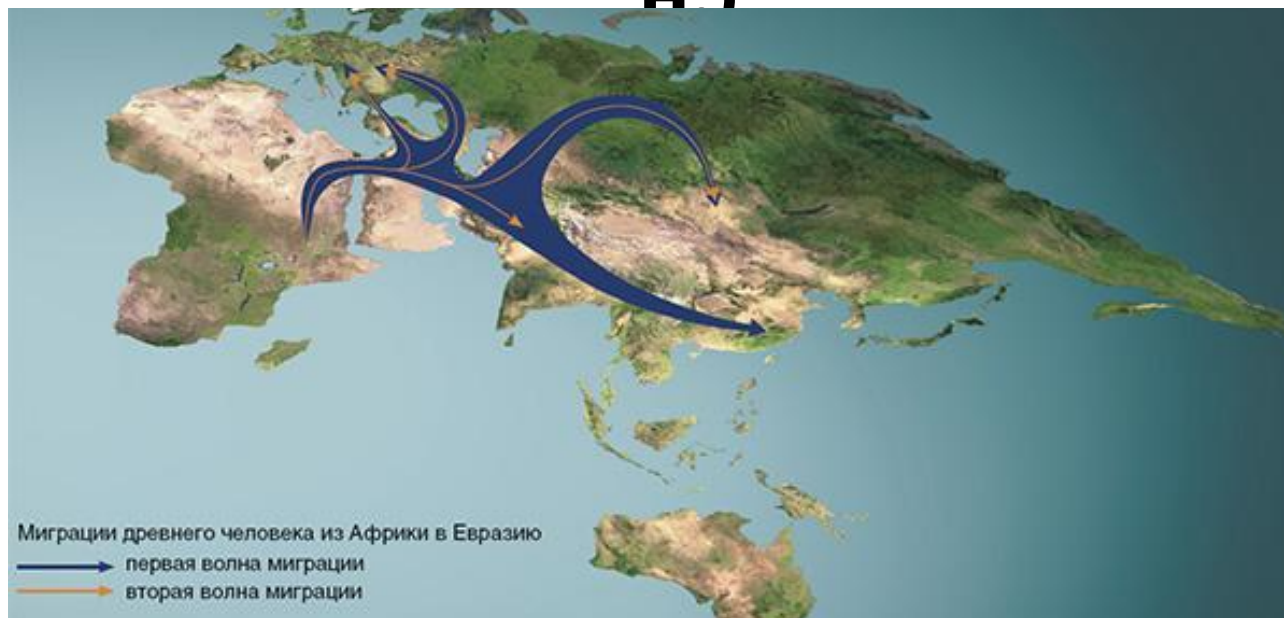 Миграции древнего человека из Африки в Евразию
первая волна миграции
вторая волна миграции